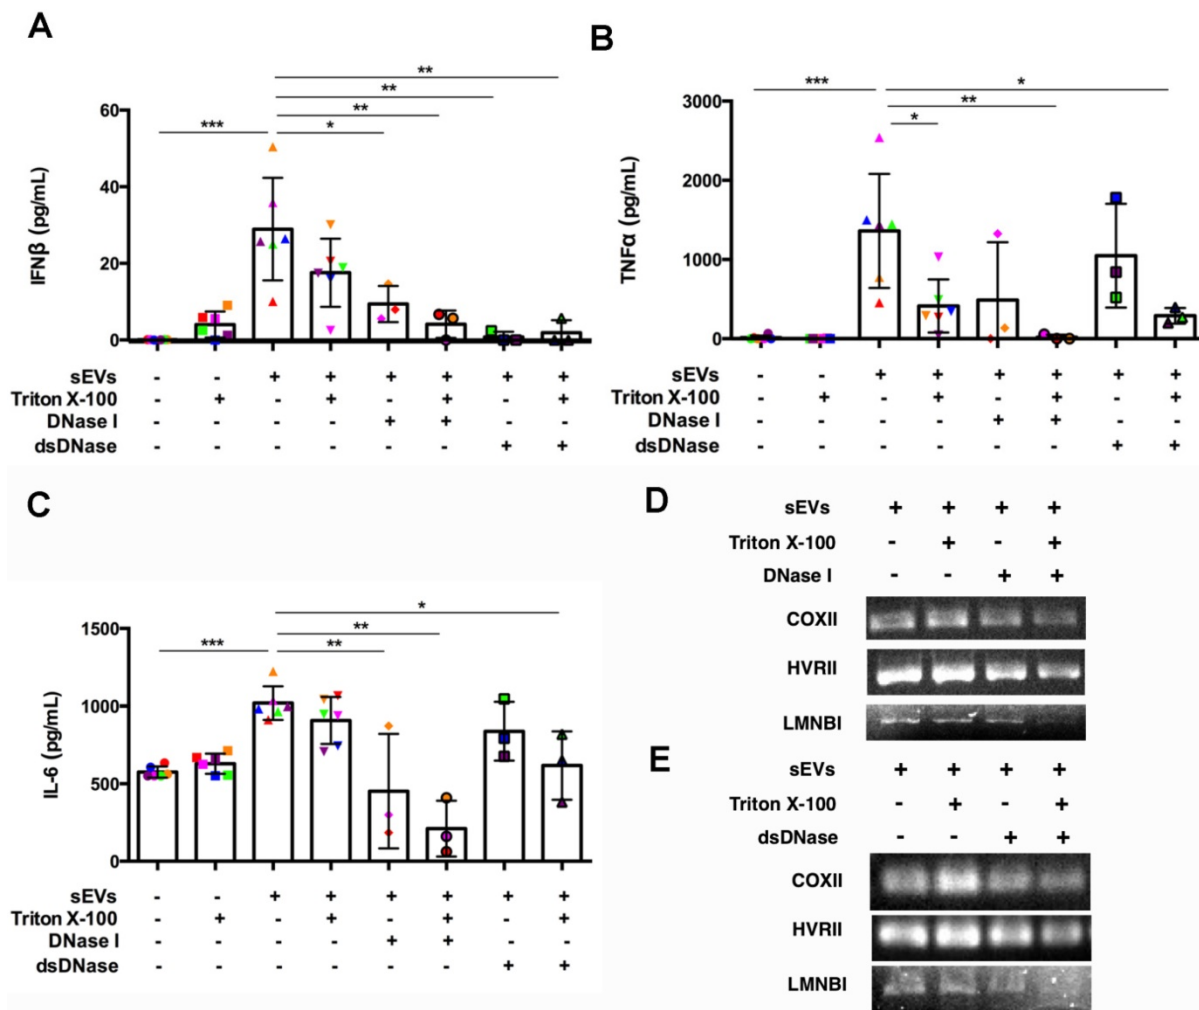 A
**
**
**
***
*
60
40
20
0
IFNβ (pg/mL)
sEVs - - + + + + + +
Triton X-100 - + - + - + - +
DNase I - - - - + + - -
dsDNase - - - - - - + +
B
***
*
**
*
3000
2000
1000
0
TNFα (pg/mL)
sEVs - - + + + + + +
Triton X-100 - + - + - + - +
DNase I - - - - + + - -
dsDNase - - - - - - + +
C
*
**
***
**
1500
1000
500
0
IL-6 (pg/mL)
sEVs - - + + + + + +
Triton X-100 - + - + - + - +
DNase I - - - - + + - -
dsDNase - - - - - - + +
D
sEVs + + + +
Triton X-100 - + - +
DNase I - - + +
COXII
HVRII
LMNBI
E
sEVs + + + +
Triton X-100 - + - +
dsDNase - - + +
COXII
HVRII
LMNBI